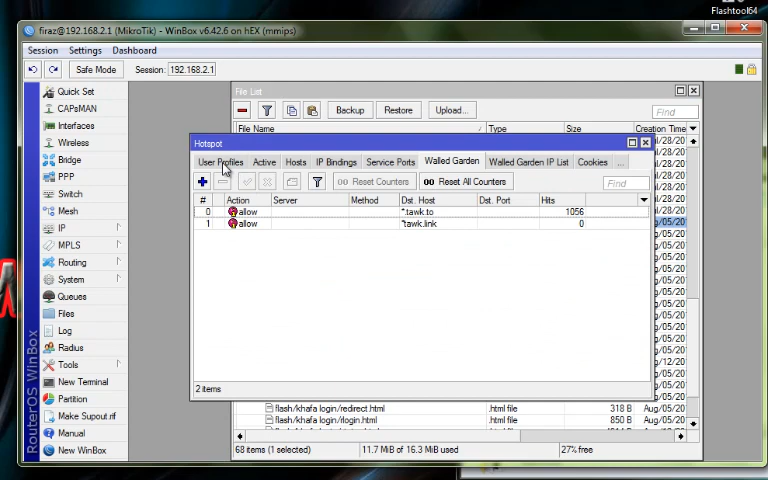 Flashtool64
firaz@192.168.2.1 (MikroTik) - WinBox v6.42.6 on hEX (mmips)
Session Settings Dashboard
Safe Mode Session: 192.168.2.1
Quick Set
CAPsMAN
Interfaces
Wireless
Bridge
PPP
Switch
Mesh
IP
MPLS
Routing
System
Queues
Files
Log
Radius
Tools
New Terminal
Partition
Make Supout.rif
Manual
New WinBox
RouterOS WinBox
File List
Backup Restore Upload... Find
File Name Type Size Creation Time
Hotspot
User Profiles Active Hosts IP Bindings Service Ports Walled Garden Walled Garden IP List Cookies ...
00 Reset Counters 00 Reset All Counters Find
# Action Server Method Dst. Host Dst. Port Hits
0 allow *.tawk.to 1056
1 allow *tawk.link 0
2 items
flash/khafa login/redirect.html .html file 318 B Aug/05/20
flash/khafa login/rlogin.html .html file 850 B Aug/05/20
68 items (1 selected) 11.7 MiB of 16.3 MiB used 27% free